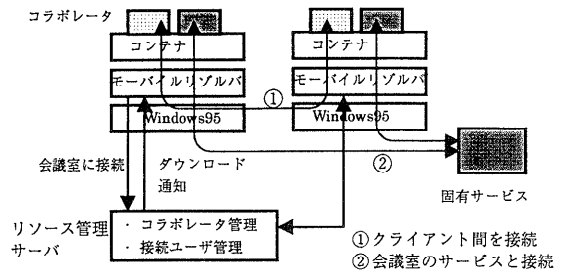 コラボレータ
コンテナ
コンテナ
モーバイルリゾルバ
モーバイルリゾルバ
①
Windows95
Windows95
②
会議室に接続
ダウンロード
通知
固有サービス
リソース管理
サーバ
・コラボレータ管理
・接続ユーザ管理
①クライアント間を接続
②会議室のサービスと接続